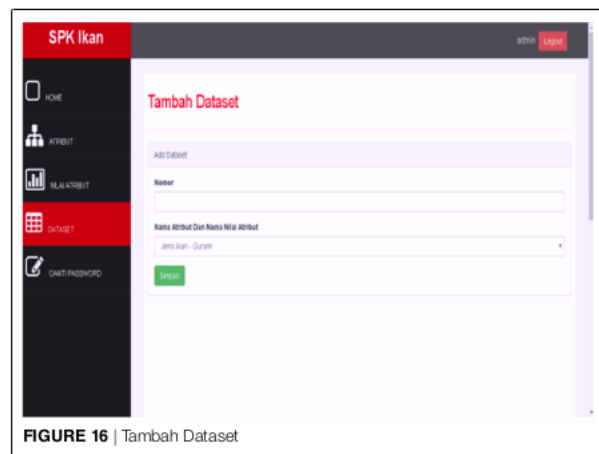 SPK Ikan
admin Logout
HOME
ATRIBUT
NILAI ATRIBUT
DATASET
GANTI PASSWORD
Tambah Dataset
Add Dataset
Nomor
Nama Atribut Dan Nama Nilai Atribut
Jenis Ikan - Gurami
Simpan
FIGURE 16 | Tambah Dataset